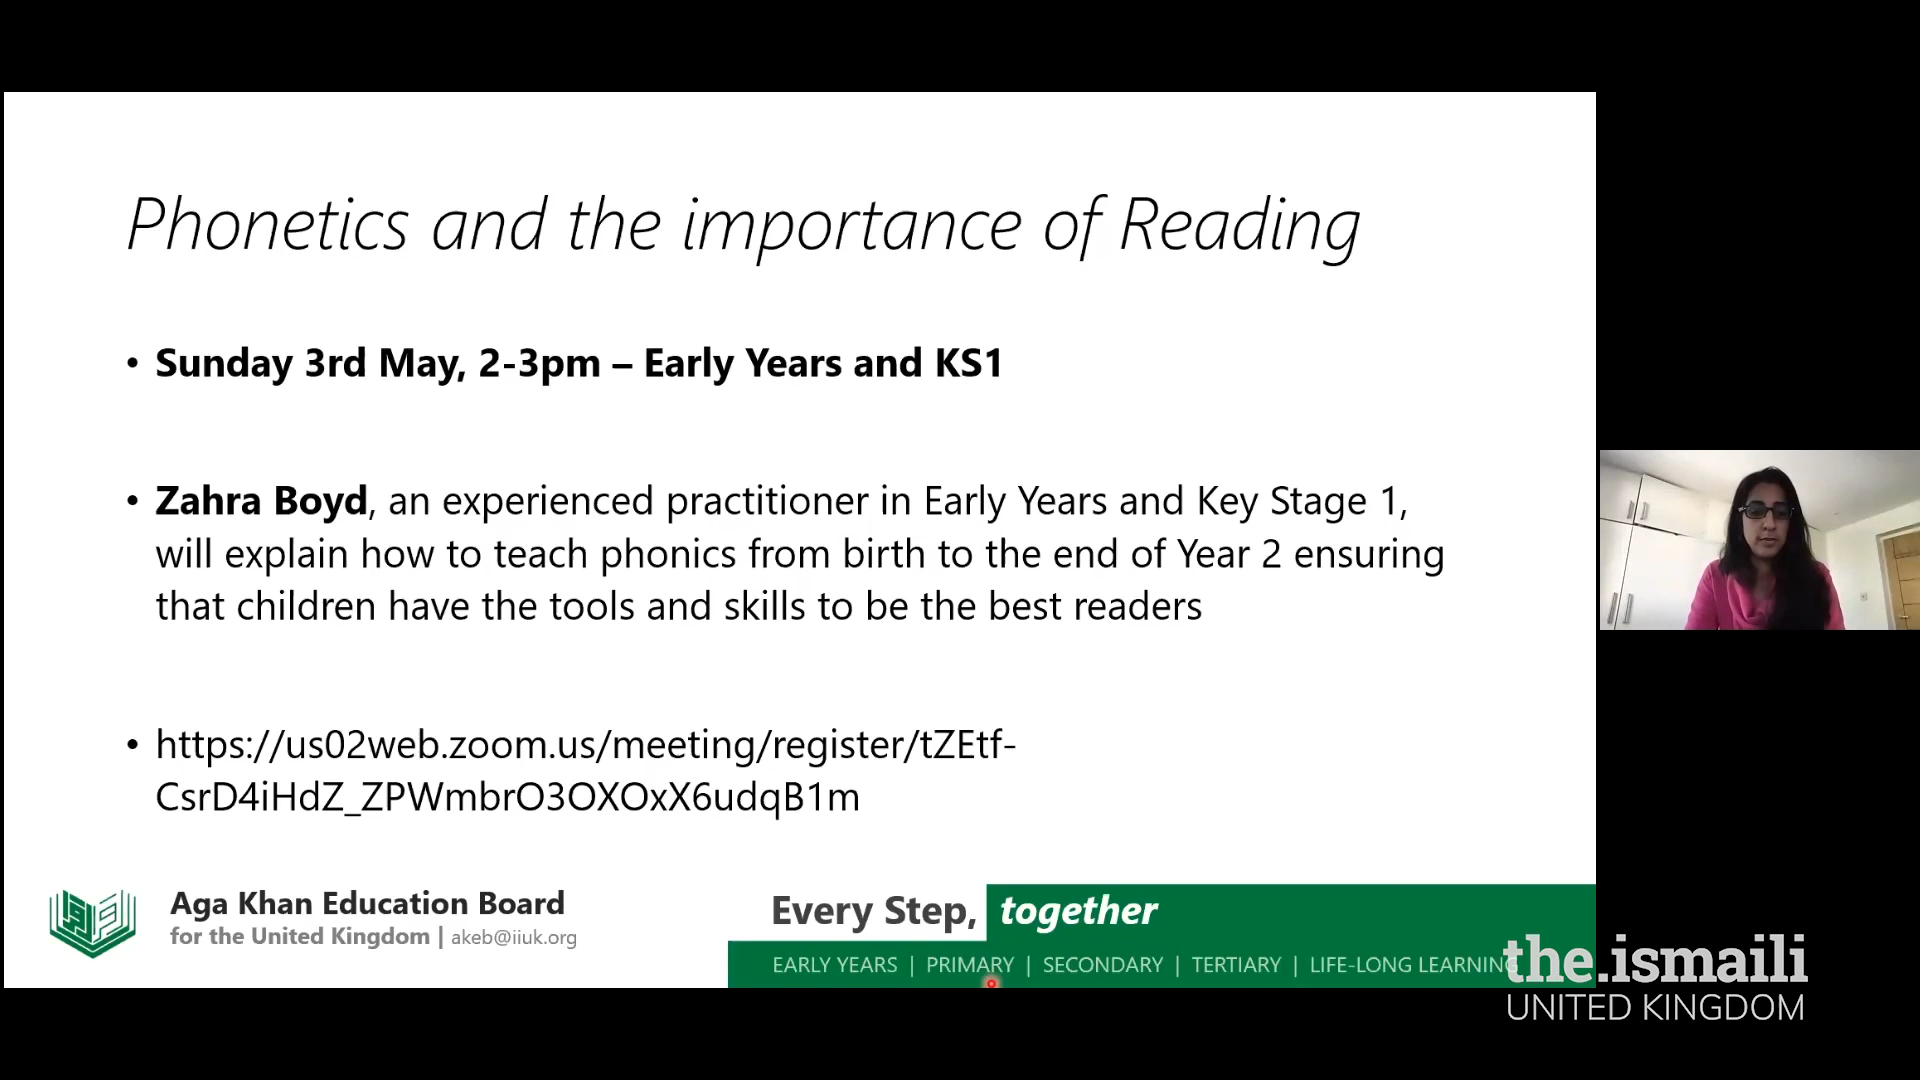 Phonetics and the importance of Reading
• Sunday 3rd May, 2-3pm – Early Years and KS1
• Zahra Boyd, an experienced practitioner in Early Years and Key Stage 1,
will explain how to teach phonics from birth to the end of Year 2 ensuring
that children have the tools and skills to be the best readers
• https://us02web.zoom.us/meeting/register/tZEtf-
CsrD4iHdZ_ZPWmbrO3OXOxX6udqB1m
Aga Khan Education Board
for the United Kingdom | akeb@iiuk.org
Every Step, together
EARLY YEARS | PRIMARY | SECONDARY | TERTIARY | LIFE-LONG LEARNING
the.ismaili
UNITED KINGDOM